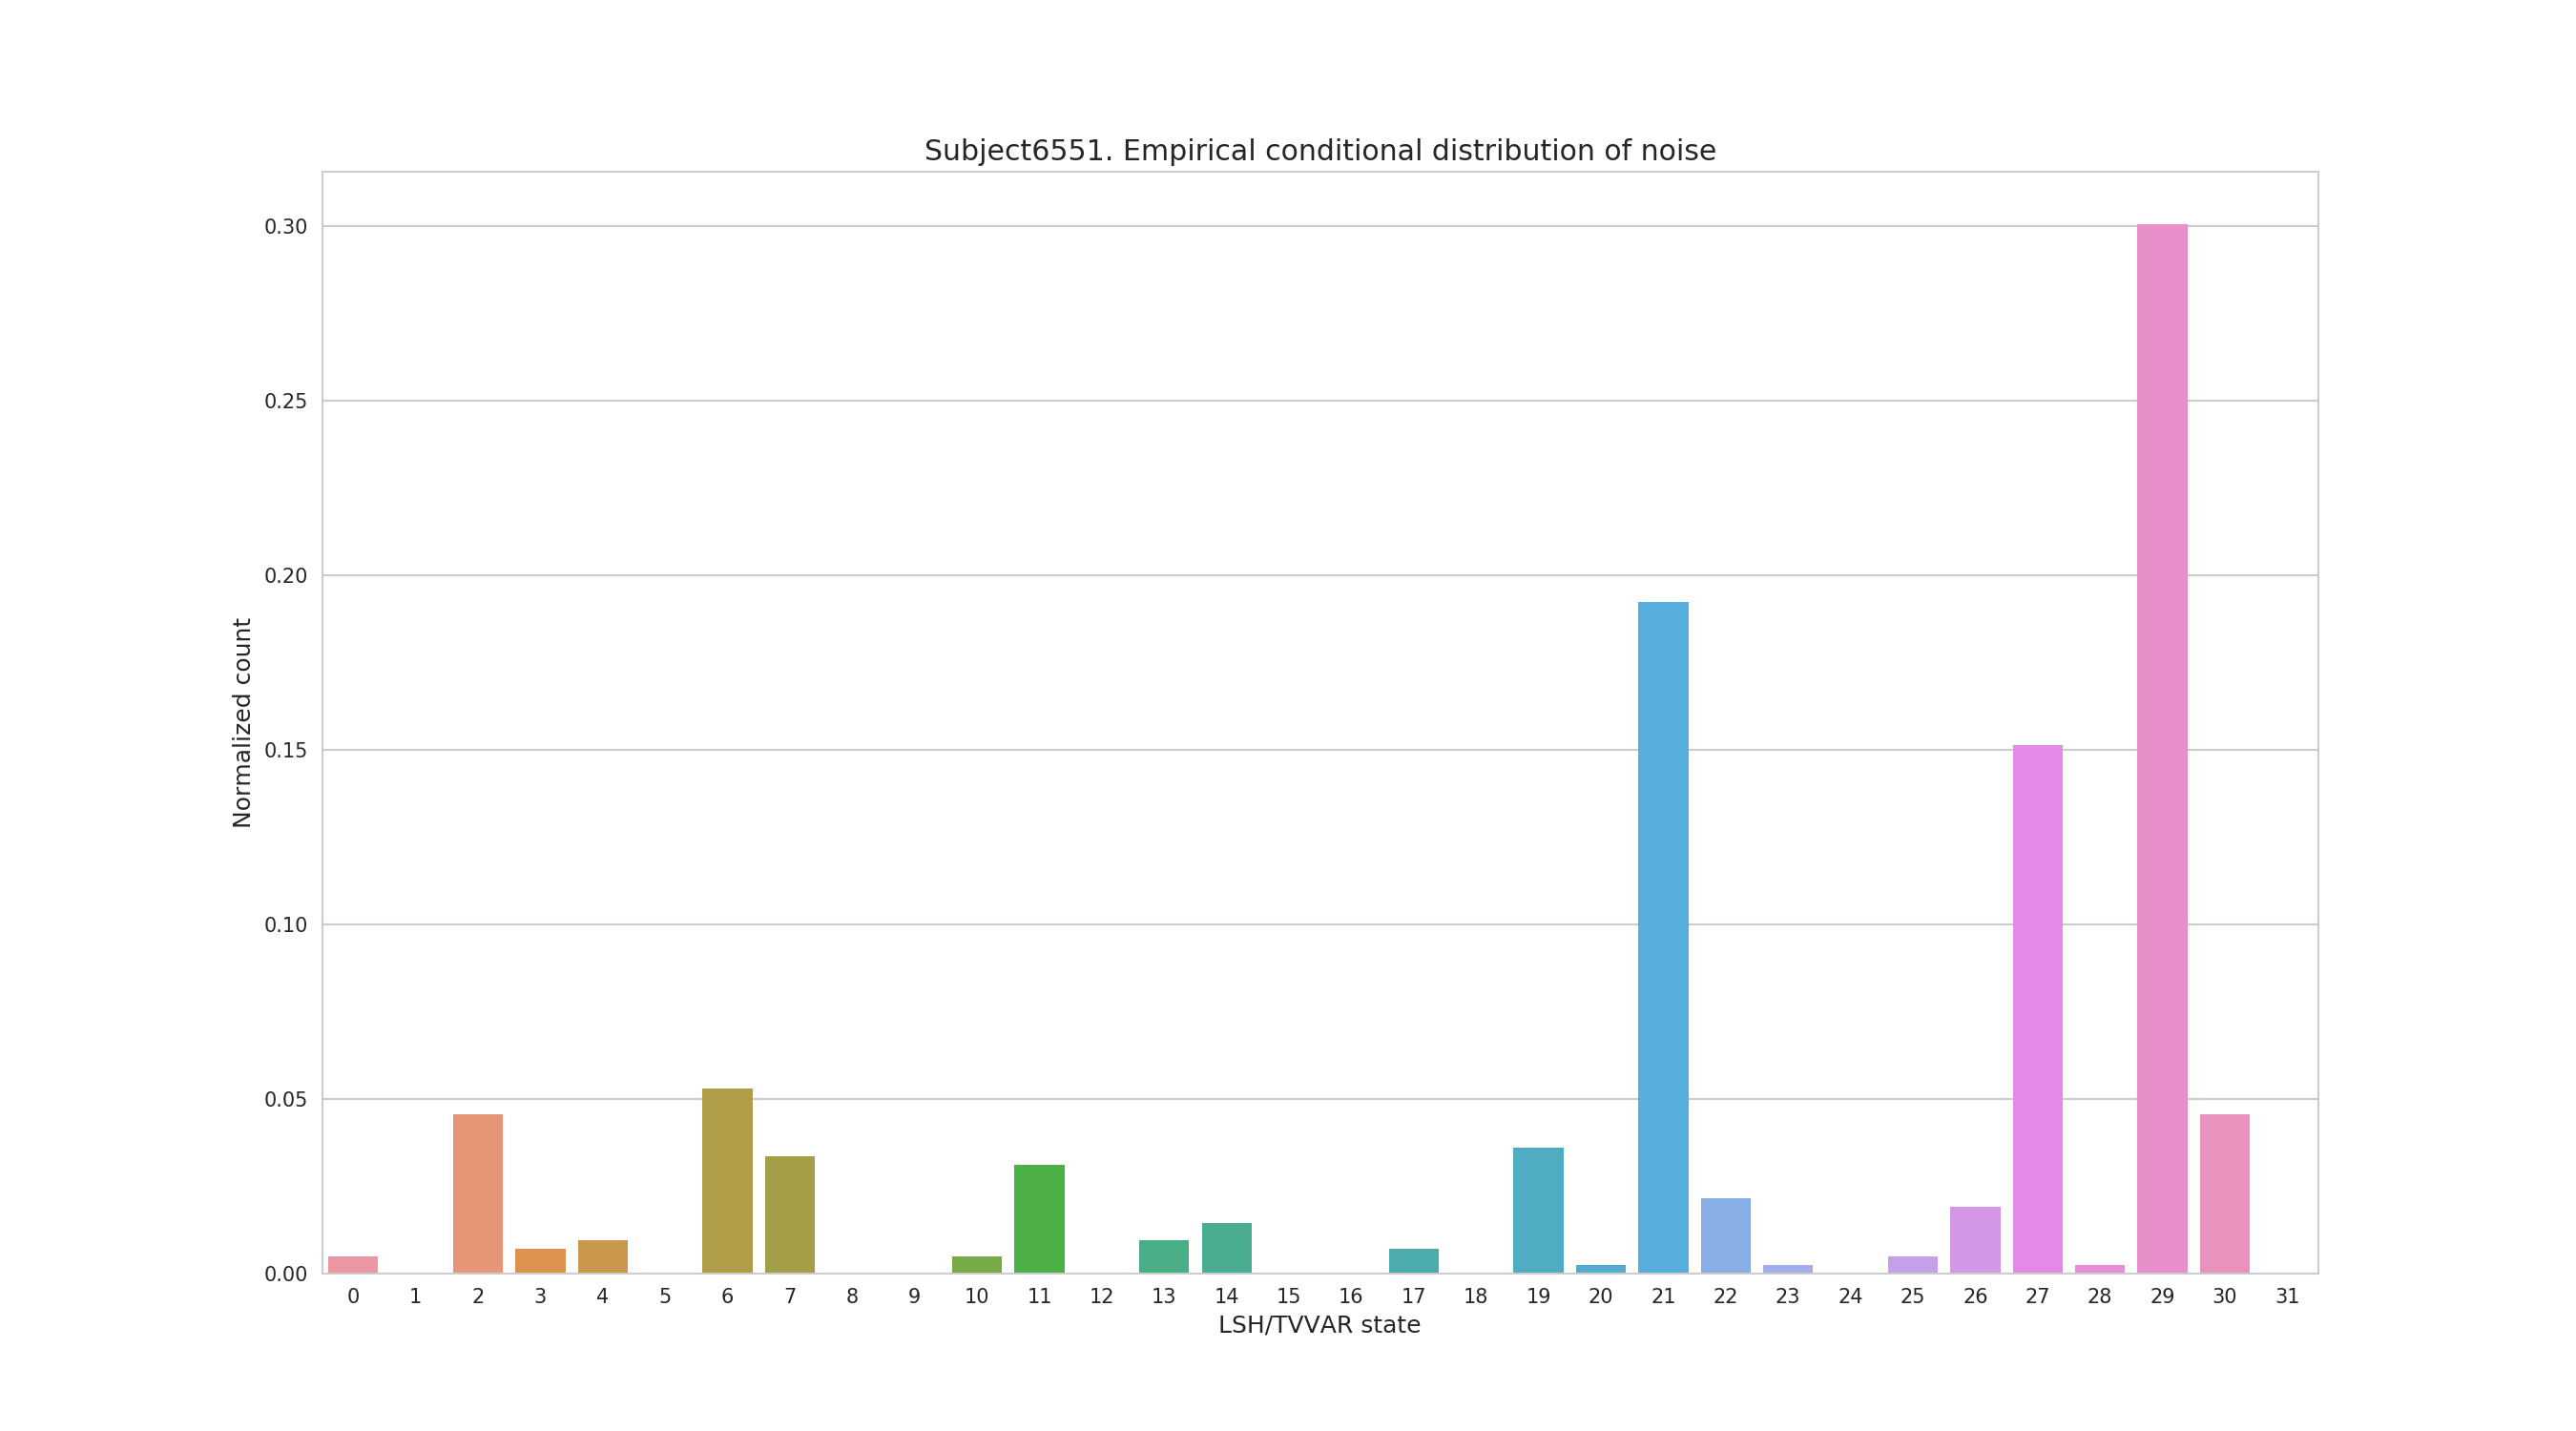 Subject6551. Empirical conditional distribution of noise
0.30
0.25
0.20
0.15
0.10
0.05
0.00
Normalized count
0 1 2 3 4 5 6 7 8 9 10 11 12 13 14 15 16 17 18 19 20 21 22 23 24 25 26 27 28 29 30 31
LSH/TVVAR state